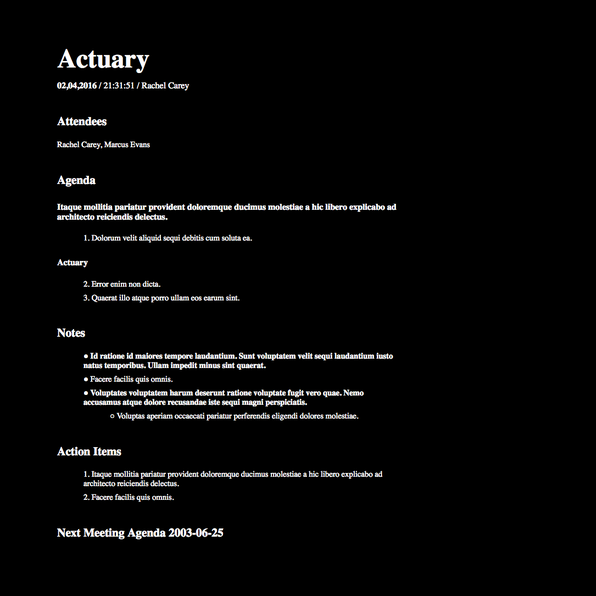 Actuary
02,04,2016 / 21:31:51 / Rachel Carey
Attendees
Rachel Carey, Marcus Evans
Agenda
Itaque mollitia pariatur provident doloremque ducimus molestiae a hic libero explicabo ad
architecto reiciendis delectus.
1. Dolorum velit aliquid sequi debitis cum soluta ea.
Actuary
2. Error enim non dicta.
3. Quaerat illo atque porro ullam eos earum sint.
Notes
● Id ratione id maiores tempore laudantium. Sunt voluptatem velit sequi laudantium iusto
natus temporibus. Ullam impedit minus sint quaerat.
● Facere facilis quis omnis.
● Voluptates voluptatem harum deserunt ratione voluptate fugit vero quae. Nemo
accusamus atque dolore recusandae iste sequi magni perspiciatis.
○ Voluptas aperiam occaecati pariatur perferendis eligendi dolores molestiae.
Action Items
1. Itaque mollitia pariatur provident doloremque ducimus molestiae a hic libero explicabo ad
architecto reiciendis delectus.
2. Facere facilis quis omnis.
Next Meeting Agenda 2003-06-25